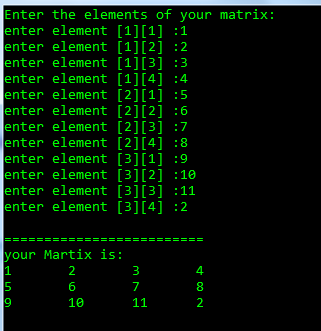 Enter the elements of your matrix:
enter element [1][1] :1
enter element [1][2] :2
enter element [1][3] :3
enter element [1][4] :4
enter element [2][1] :5
enter element [2][2] :6
enter element [2][3] :7
enter element [2][4] :8
enter element [3][1] :9
enter element [3][2] :10
enter element [3][3] :11
enter element [3][4] :2
=========================
your Martix is:
1 2 3 4
5 6 7 8
9 10 11 2